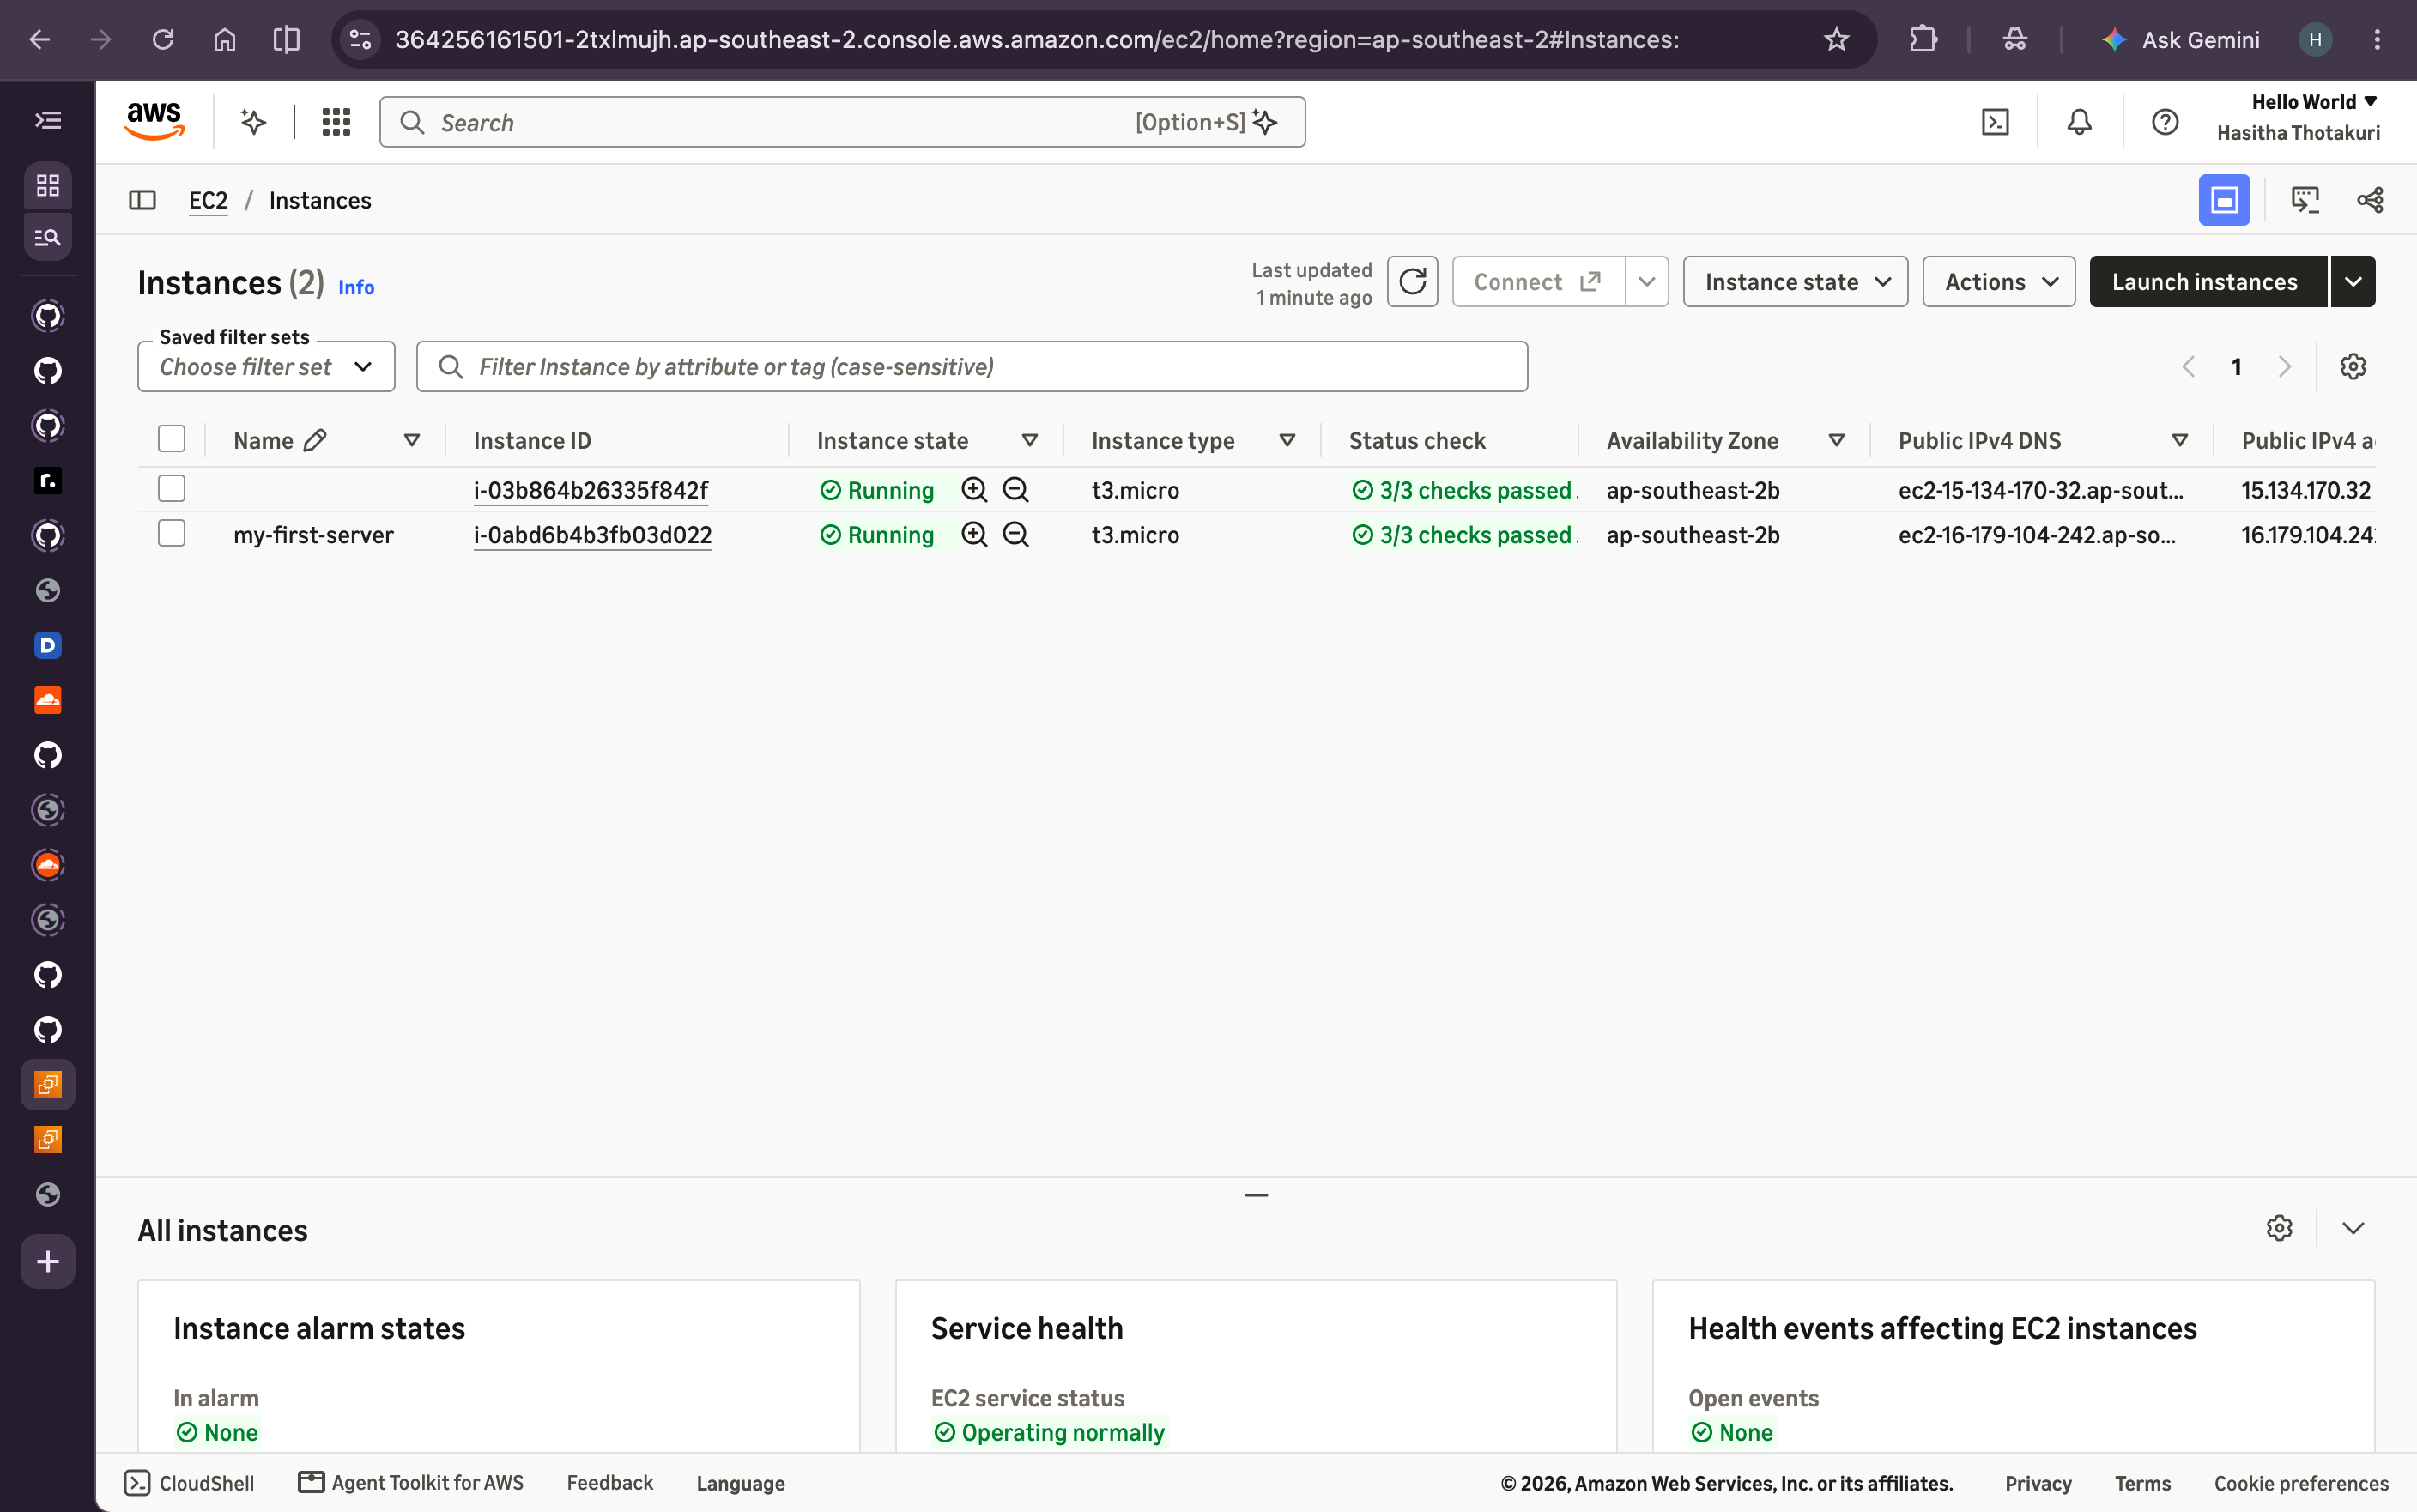 364256161501-2txlmujh.ap-southeast-2.console.aws.amazon.com/ec2/home?region=ap-southeast-2#Instances:
Ask Gemini
H
aws
Search
[Option+S]
Hello World
Hasitha Thotakuri
EC2 / Instances
Instances (2) Info
Last updated
1 minute ago
Connect
Instance state
Actions
Launch instances
Saved filter sets
Choose filter set
Filter Instance by attribute or tag (case-sensitive)
1
Name Instance ID Instance state Instance type Status check Availability Zone Public IPv4 DNS Public IPv4 a
i-03b864b26335f842f Running t3.micro 3/3 checks passed ap-southeast-2b ec2-15-134-170-32.ap-sout... 15.134.170.32
my-first-server i-0abd6b4b3fb03d022 Running t3.micro 3/3 checks passed ap-southeast-2b ec2-16-179-104-242.ap-so... 16.179.104.24
r.
D
All instances
Instance alarm states
In alarm
None
Service health
EC2 service status
Operating normally
Health events affecting EC2 instances
Open events
None
CloudShell Agent Toolkit for AWS Feedback Language © 2026, Amazon Web Services, Inc. or its affiliates. Privacy Terms Cookie preferences